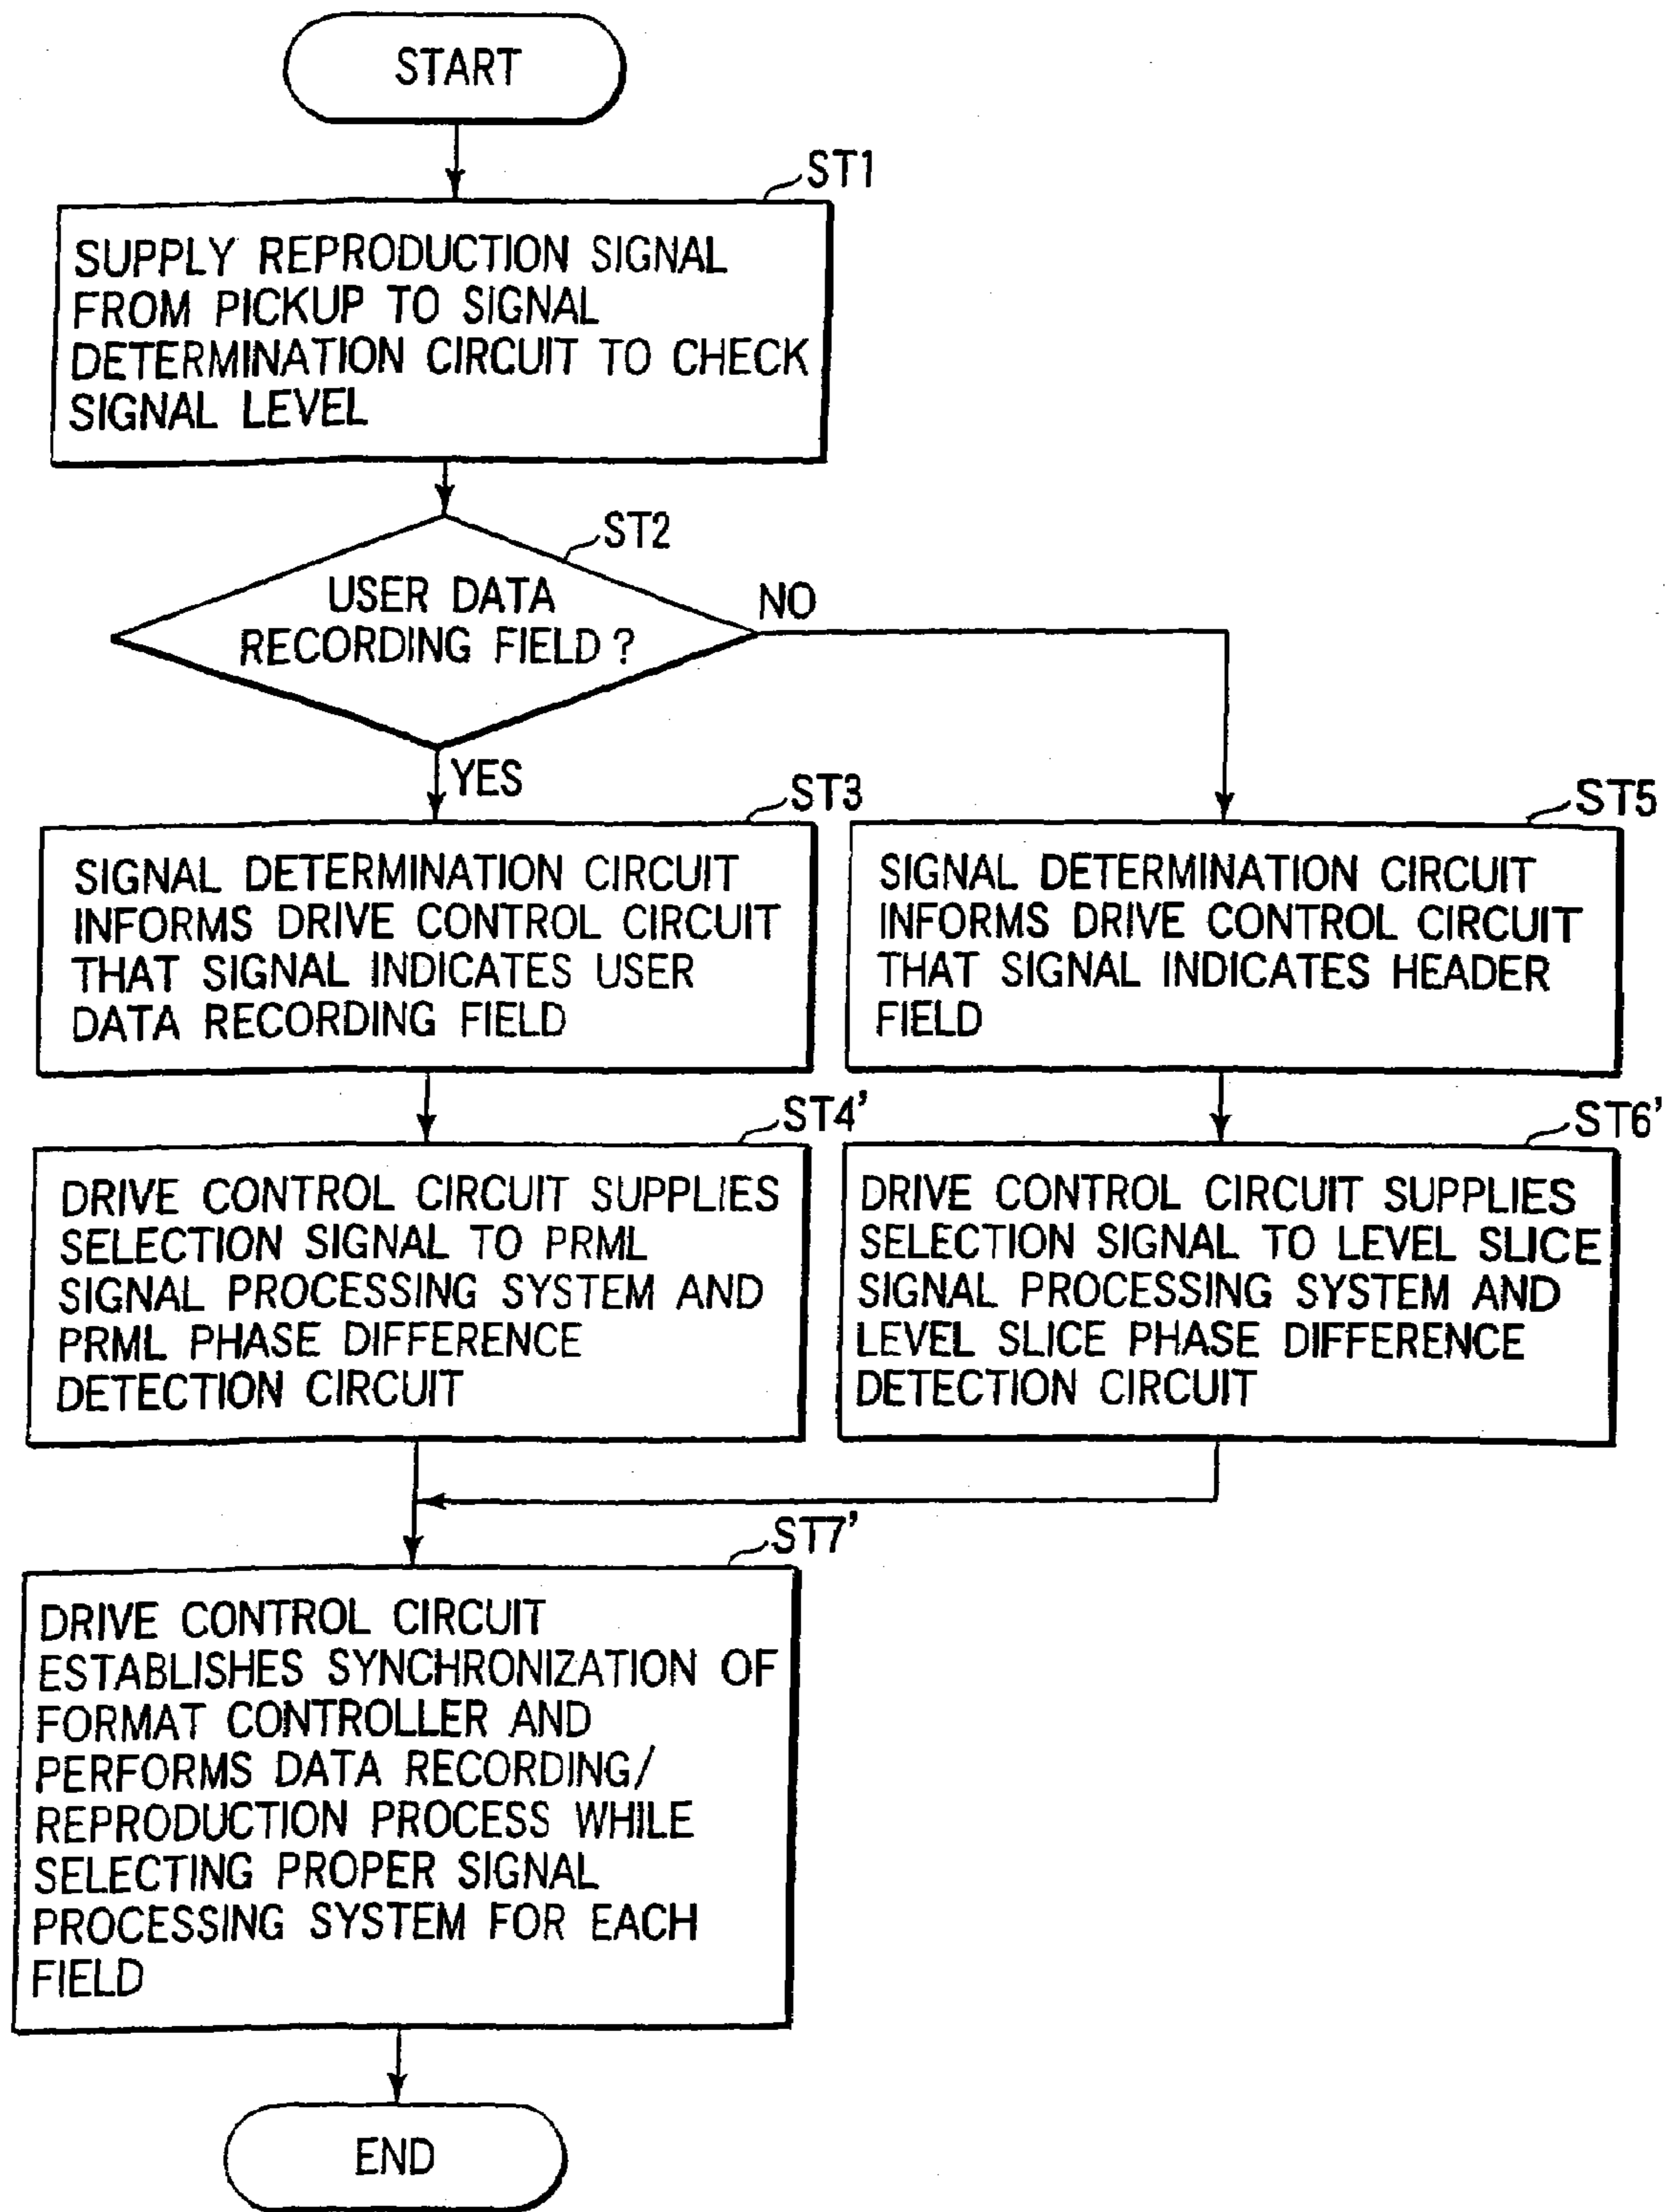 START
ST1
SUPPLY REPRODUCTION SIGNAL
FROM PICKUP TO SIGNAL
DETERMINATION CIRCUIT TO CHECK
SIGNAL LEVEL
ST2
USER DATA
RECORDING FIELD?
NO
YES
ST3
SIGNAL DETERMINATION CIRCUIT
INFORMS DRIVE CONTROL CIRCUIT
THAT SIGNAL INDICATES USER
DATA RECORDING FIELD
ST5
SIGNAL DETERMINATION CIRCUIT
INFORMS DRIVE CONTROL CIRCUIT
THAT SIGNAL INDICATES HEADER
FIELD
ST4'
DRIVE CONTROL CIRCUIT SUPPLIES
SELECTION SIGNAL TO PRML
SIGNAL PROCESSING SYSTEM AND
PRML PHASE DIFFERENCE
DETECTION CIRCUIT
ST6'
DRIVE CONTROL CIRCUIT SUPPLIES
SELECTION SIGNAL TO LEVEL SLICE
SIGNAL PROCESSING SYSTEM AND
LEVEL SLICE PHASE DIFFERENCE
DETECTION CIRCUIT
ST7'
DRIVE CONTROL CIRCUIT
ESTABLISHES SYNCHRONIZATION OF
FORMAT CONTROLLER AND
PERFORMS DATA RECORDING/
REPRODUCTION PROCESS WHILE
SELECTING PROPER SIGNAL
PROCESSING SYSTEM FOR EACH
FIELD
END